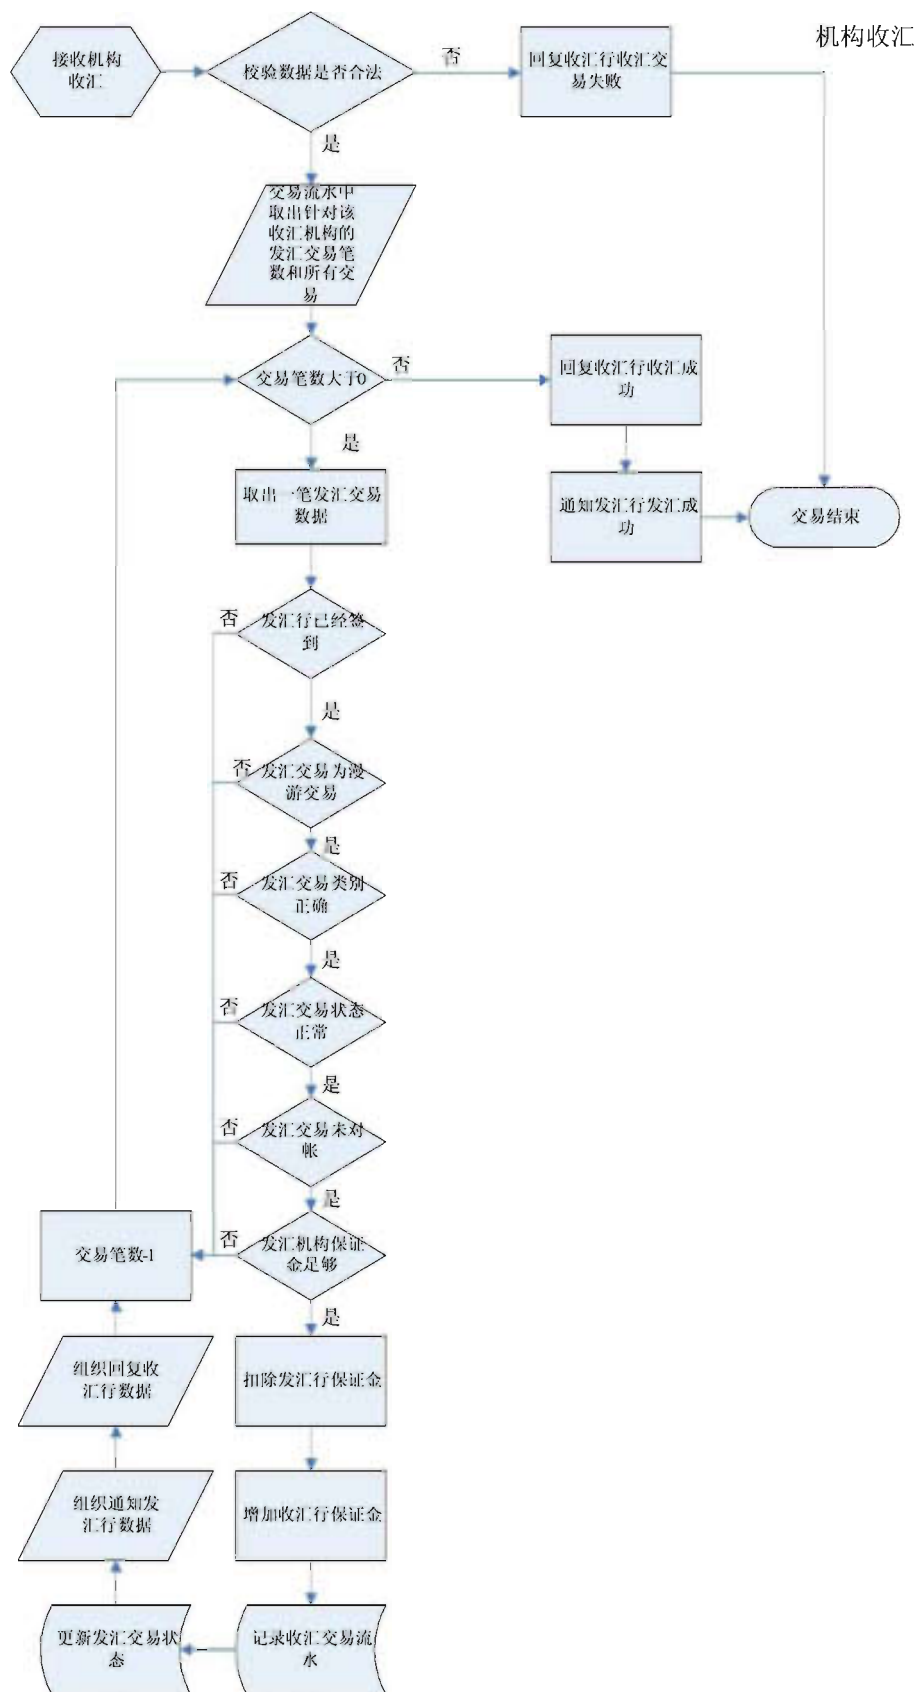 机构收汇
接收机构
收汇
校验数据是否合法
否
回复收汇行收汇交
易失败
是
交易流水中
取出针对该
收汇机构的
发汇交易笔
数和所有交
易
交易笔数大于0
否
回复收汇行收汇成
功
是
取出一笔发汇交易
数据
通知发汇行发汇成
功
交易结束
否
发汇行已经签
到
是
否
发汇交易为漫
游交易
是
否
发汇交易类别
正确
是
否
发汇交易状态
正常
是
否
发汇交易未对
帐
是
交易笔数-1
否
发汇机构保证
金足够
是
组织回复收
汇行数据
扣除发汇行保证金
组织通知发
汇行数据
增加收汇行保证金
更新发汇交易状
态
记录收汇交易流
水